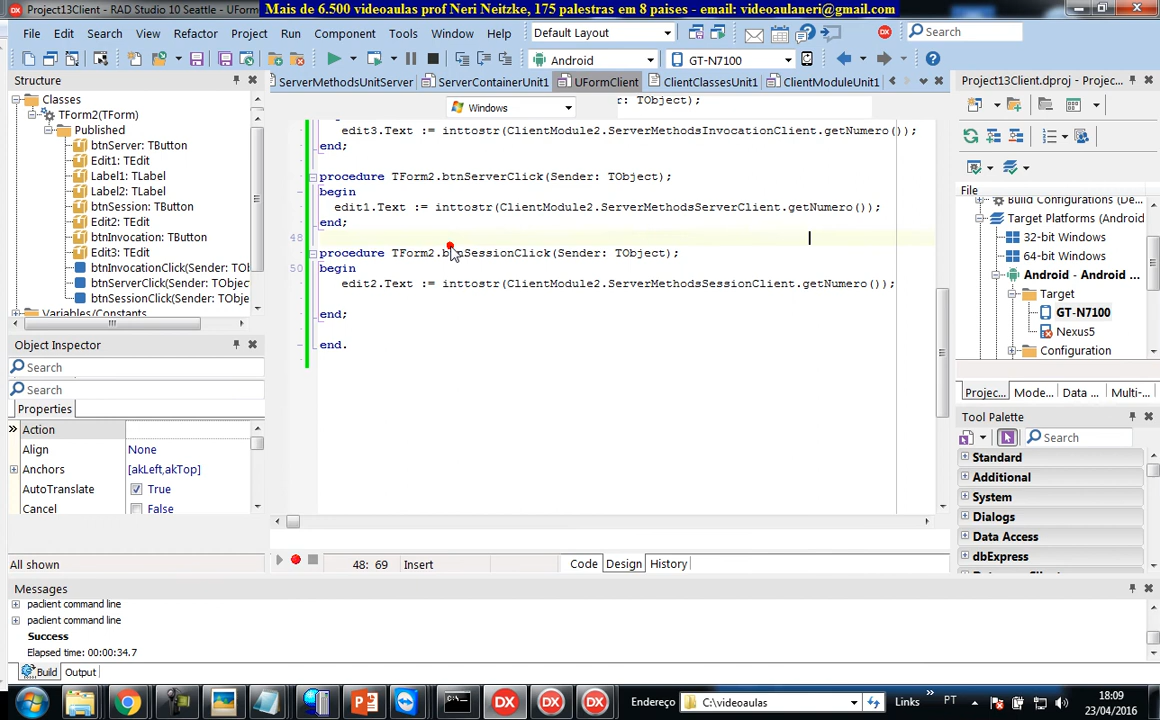 Project13Client - RAD Studio 10 Seattle - UForm
Mais de 6.500 videoaulas prof Neri Neitzke, 175 palestras em 8 paises - email: videoaulaneri@gmail.com
File Edit Search View Refactor Project Run Component Tools Window Help
Default Layout
Search
Android
GT-N7100
Structure
ServerMethodsUnitServer
ServerContainerUnit1
UFormClient
ClientClassesUnit1
ClientModuleUnit1
Project13Client.dproj - Projec...
Windows
r: TObject);
Classes
TForm2(TForm)
Published
btnServer: TButton
Edit1: TEdit
Label1: TLabel
Label2: TLabel
btnSession: TButton
Edit2: TEdit
btnInvocation: TButton
Edit3: TEdit
btnInvocationClick(Sender: TObj
btnServerClick(Sender: TObject
btnSessionClick(Sender: TObje
Variables/Constants
edit3.Text := inttostr(ClientModule2.ServerMethodsInvocationClient.getNumero());
end;
procedure TForm2.btnServerClick(Sender: TObject);
begin
edit1.Text := inttostr(ClientModule2.ServerMethodsServerClient.getNumero());
end;
48
procedure TForm2.btnSessionClick(Sender: TObject);
50 begin
edit2.Text := inttostr(ClientModule2.ServerMethodsSessionClient.getNumero());
end;
end.
File
Build Configurations (De...
Target Platforms (Android
32-bit Windows
64-bit Windows
Android - Android ...
Target
GT-N7100
Nexus5
Configuration
Projec... Mode... Data ... Multi-...
Object Inspector
Search
Search
Properties
Action
Align None
Anchors [akLeft,akTop]
AutoTranslate True
Cancel False
All shown
48: 69 Insert
Code Design History
Tool Palette
Search
Standard
Additional
System
Dialogs
Data Access
dbExpress
Messages
paclient command line
paclient command line
Success
Elapsed time: 00:00:34.7
Build Output
Endereço C:\videoaulas
Links
PT
18:09
23/04/2016